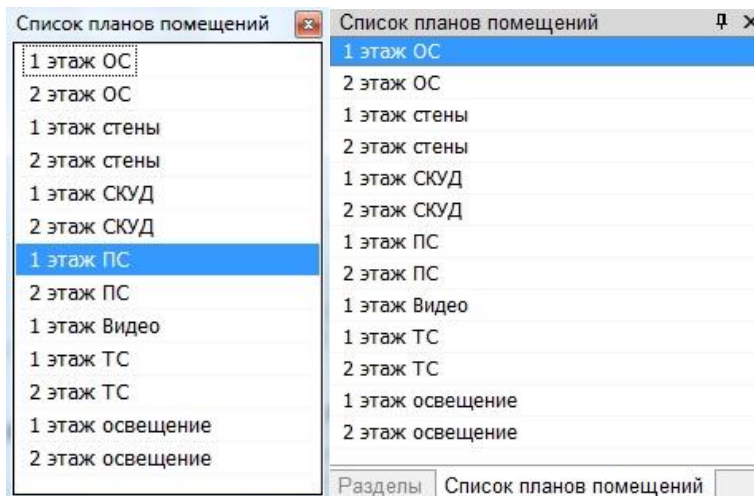 Список планов помещений
1 этаж ОС
2 этаж ОС
1 этаж стены
2 этаж стены
1 этаж СКУД
2 этаж СКУД
1 этаж ПС
2 этаж ПС
1 этаж Видео
1 этаж ТС
2 этаж ТС
1 этаж освещение
2 этаж освещение
Список планов помещений
1 этаж ОС
2 этаж ОС
1 этаж стены
2 этаж стены
1 этаж СКУД
2 этаж СКУД
1 этаж ПС
2 этаж ПС
1 этаж Видео
1 этаж ТС
2 этаж ТС
1 этаж освещение
2 этаж освещение
Разделы Список планов помещений